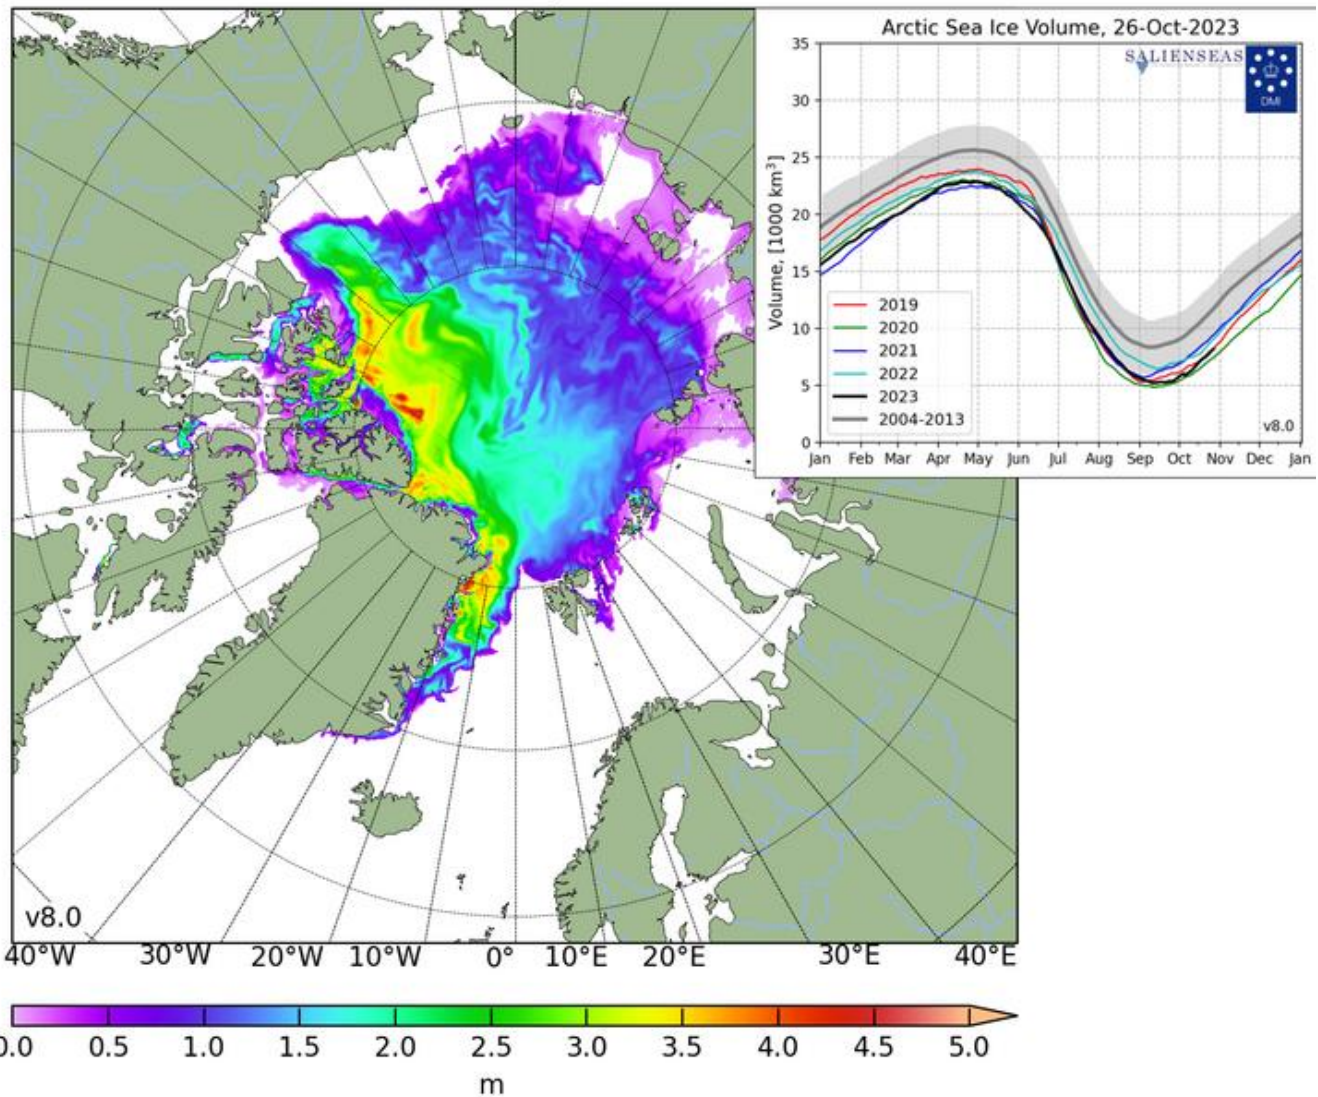 Arctic Sea Ice Volume, 26-Oct-2023
SALIENSEAS
DMI
Volume, [1000 km³]
35
30
25
20
15
10
5
0
2019
2020
2021
2022
2023
2004-2013
v8.0
Jan Feb Mar Apr May Jun Jul Aug Sep Oct Nov Dec Jan
v8.0
40°W 30°W 20°W 10°W 0° 10°E 20°E 30°E 40°E
0.0 0.5 1.0 1.5 2.0 2.5 3.0 3.5 4.0 4.5 5.0
m